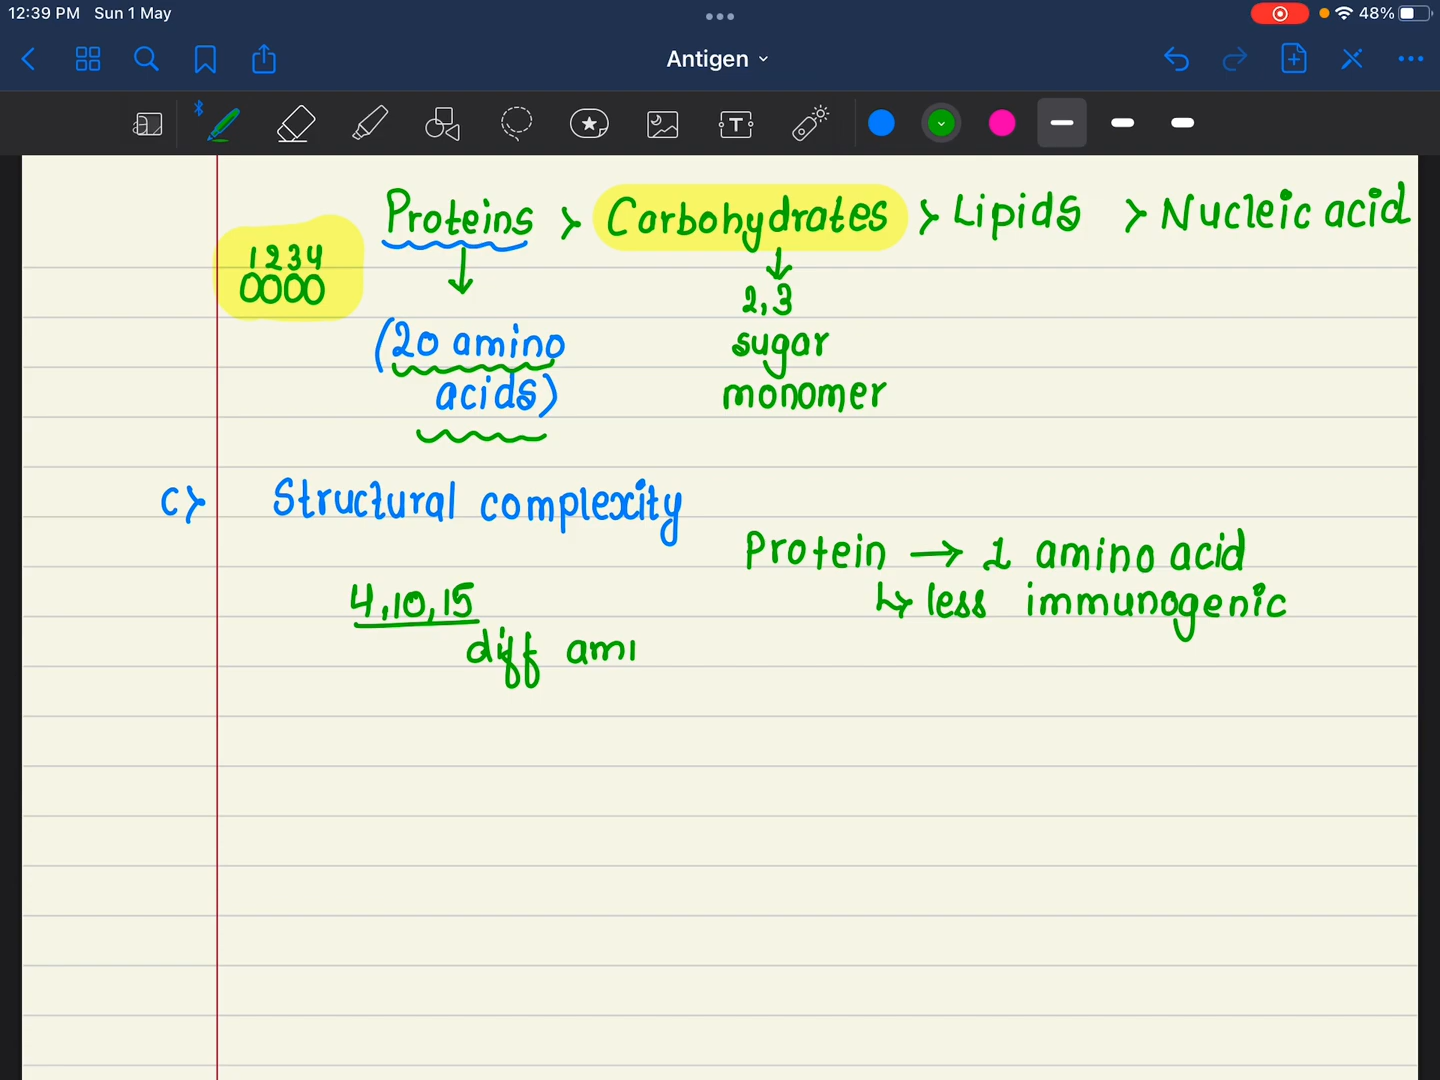 12:39 PM Sun 1 May
48%
Antigen
Proteins > Carbohydrates > Lipids > Nucleic acid
1234
0000
2,3
(20 amino
sugar
acids)
monomer
c> Structural complexity
Protein → 1 amino acid
4,10,15
↳ less immunogenic
diff ami